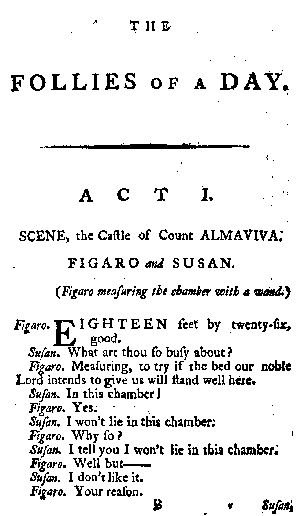 THE
FOLLIES OF A DAY.
ACT I.
SCENE, the Caſtle of Count ALMAVIVA.
FIGARO and SUSAN.
(Figaro meaſuring the chamber with a wand.)
Figaro. EIGHTEEN feet by twenty-ſix,
good.
Suſan. What art thou ſo buſy about?
Figaro. Meaſuring, to try if the bed our noble
Lord intends to give us will ſtand well here.
Suſan. In this chamber!
Figaro. Yes.
Suſan. I won't lie in this chamber.
Figaro. Why ſo?
Suſan. I tell you I won't lie in this chamber.
Figaro. Well but——
Suſan. I don't like it.
Figaro. Your reaſon.
B Suſan.